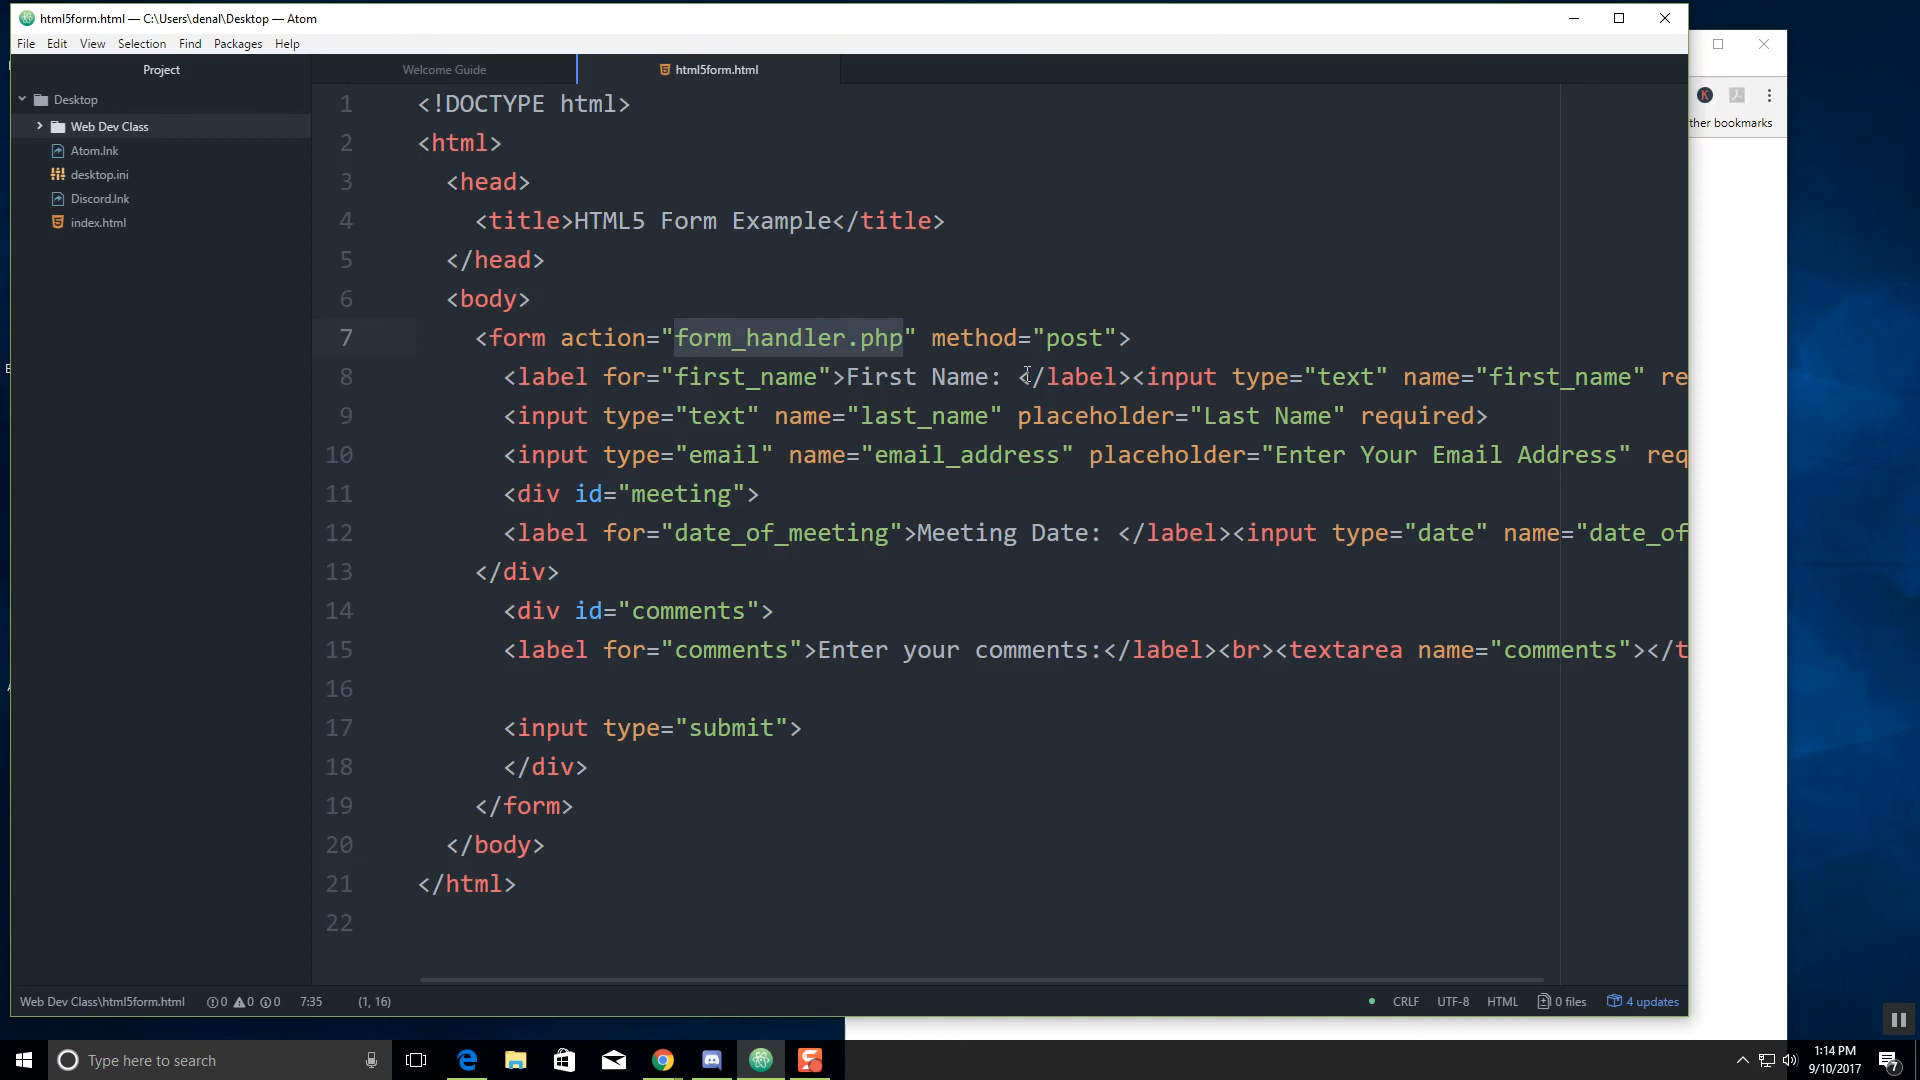 html5form.html — C:\Users\denal\Desktop — Atom
File Edit View Selection Find Packages Help
Project
Welcome Guide
html5form.html
Desktop
Web Dev Class
Atom.lnk
desktop.ini
Discord.lnk
index.html
1 <!DOCTYPE html>
2 <html>
3 <head>
4 <title>HTML5 Form Example</title>
5 </head>
6 <body>
7 <form action="form_handler.php" method="post">
8 <label for="first_name">First Name: </label><input type="text" name="first_name" re
9 <input type="text" name="last_name" placeholder="Last Name" required>
10 <input type="email" name="email_address" placeholder="Enter Your Email Address" req
11 <div id="meeting">
12 <label for="date_of_meeting">Meeting Date: </label><input type="date" name="date_of
13 </div>
14 <div id="comments">
15 <label for="comments">Enter your comments:</label><br><textarea name="comments"></t
16
17 <input type="submit">
18 </div>
19 </form>
20 </body>
21 </html>
22
Web Dev Class\html5form.html 0 0 0 7:35 (1, 16)
CRLF UTF-8 HTML 0 files 4 updates
K
ther bookmarks
Type here to search
1:14 PM
9/10/2017
7